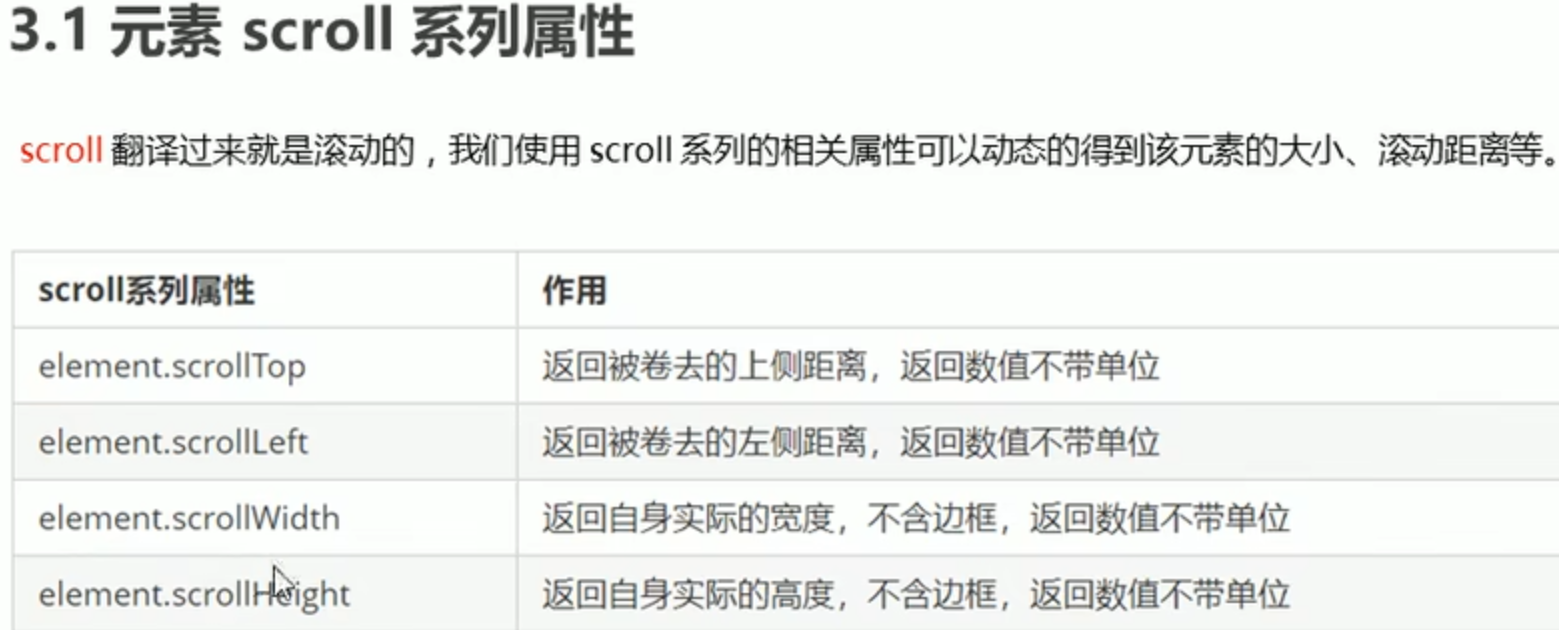 3.1 元素 scroll 系列属性
scroll 翻译过来就是滚动的，我们使用 scroll 系列的相关属性可以动态的得到该元素的大小、滚动距离等。
scroll系列属性 作用
element.scrollTop 返回被卷去的上侧距离，返回数值不带单位
element.scrollLeft 返回被卷去的左侧距离，返回数值不带单位
element.scrollWidth 返回自身实际的宽度，不含边框，返回数值不带单位
element.scrollHeight 返回自身实际的高度，不含边框，返回数值不带单位